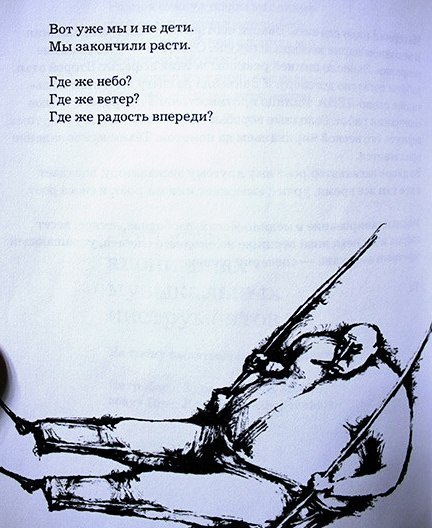 Вот уже мы и не дети.
Мы закончили расти.
Где же небо?
Где же ветер?
Где же радость впереди?